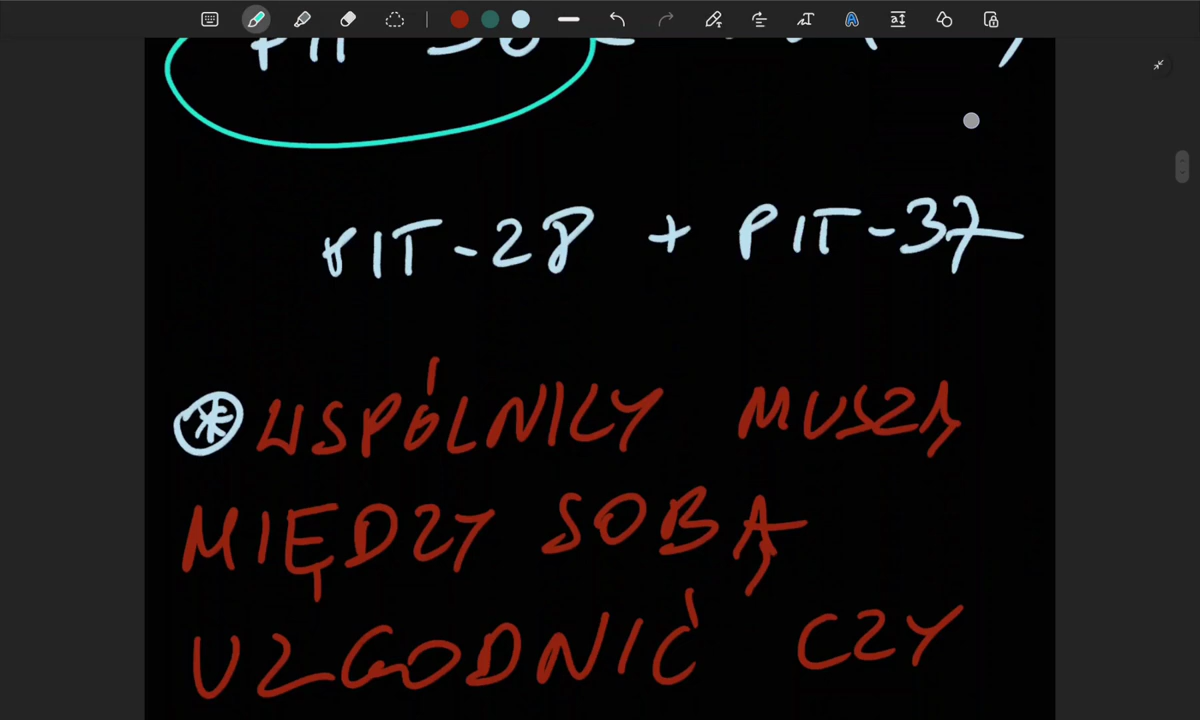 PIT-28 + PIT-37
WSPÓLNICY MUSZĄ
MIĘDZY SOBĄ
UZGODNIĆ CZY